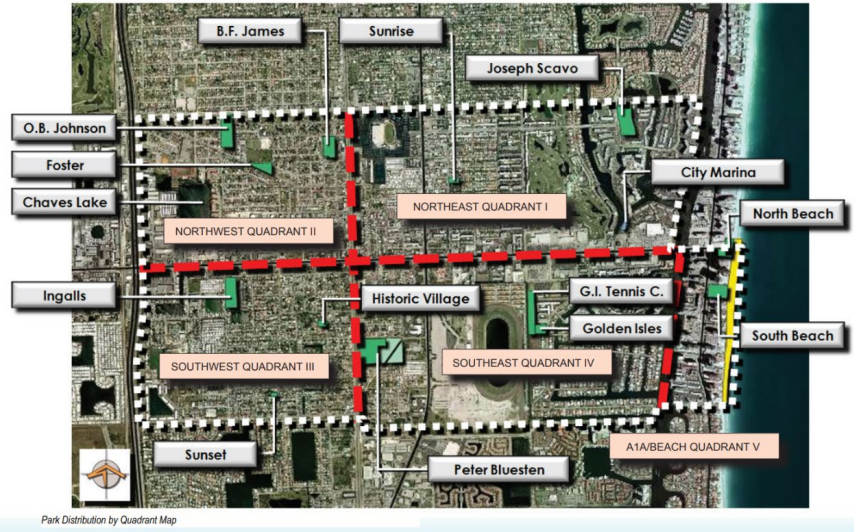 B.F. James
Sunrise
Joseph Scavo
O.B. Johnson
Foster
City Marina
Chaves Lake
NORTHEAST QUADRANT I
North Beach
NORTHWEST QUADRANT II
Ingalls
Historic Village
G.I. Tennis C.
Golden Isles
South Beach
SOUTHWEST QUADRANT III
SOUTHEAST QUADRANT IV
Sunset
Peter Bluesten
A1A/BEACH QUADRANT V
Park Distribution by Quadrant Map